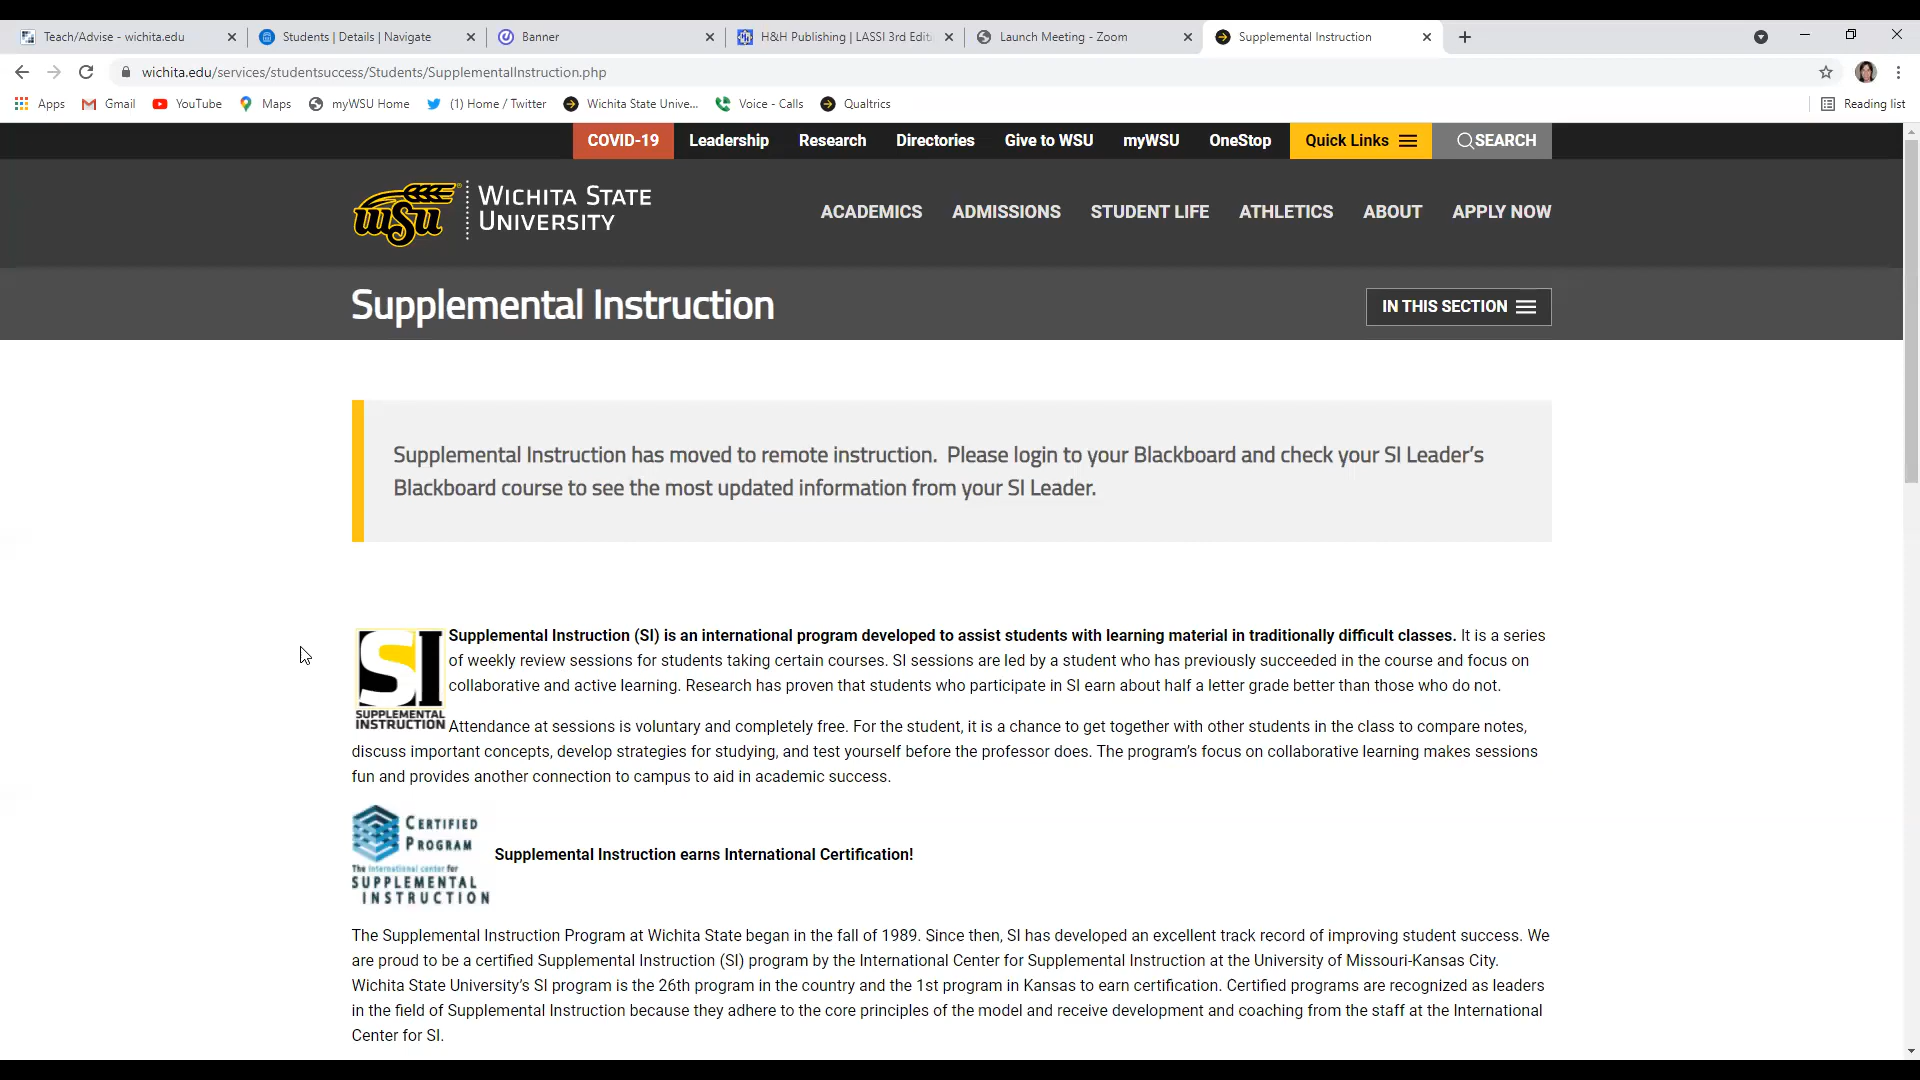 Teach/Advise - wichita.edu
Students | Details | Navigate
Banner
H&H Publishing | LASSI 3rd Edit
Launch Meeting - Zoom
Supplemental Instruction
wichita.edu/services/studentsuccess/Students/SupplementalInstruction.php
Apps
Gmail
YouTube
Maps
myWSU Home
(1) Home / Twitter
Wichita State Unive...
Voice - Calls
Qualtrics
Reading list
COVID-19
Leadership
Research
Directories
Give to WSU
myWSU
OneStop
Quick Links
SEARCH
WSU
WICHITA STATE
UNIVERSITY
ACADEMICS
ADMISSIONS
STUDENT LIFE
ATHLETICS
ABOUT
APPLY NOW
Supplemental Instruction
IN THIS SECTION
Supplemental Instruction has moved to remote instruction. Please login to your Blackboard and check your SI Leader’s
Blackboard course to see the most updated information from your SI Leader.
SI
SUPPLEMENTAL
INSTRUCTION
Supplemental Instruction (SI) is an international program developed to assist students with learning material in traditionally difficult classes. It is a series
of weekly review sessions for students taking certain courses. SI sessions are led by a student who has previously succeeded in the course and focus on
collaborative and active learning. Research has proven that students who participate in SI earn about half a letter grade better than those who do not.
Attendance at sessions is voluntary and completely free. For the student, it is a chance to get together with other students in the class to compare notes,
discuss important concepts, develop strategies for studying, and test yourself before the professor does. The program’s focus on collaborative learning makes sessions
fun and provides another connection to campus to aid in academic success.
CERTIFIED
PROGRAM
The International center for
SUPPLEMENTAL
INSTRUCTION
Supplemental Instruction earns International Certification!
The Supplemental Instruction Program at Wichita State began in the fall of 1989. Since then, SI has developed an excellent track record of improving student success. We
are proud to be a certified Supplemental Instruction (SI) program by the International Center for Supplemental Instruction at the University of Missouri-Kansas City.
Wichita State University’s SI program is the 26th program in the country and the 1st program in Kansas to earn certification. Certified programs are recognized as leaders
in the field of Supplemental Instruction because they adhere to the core principles of the model and receive development and coaching from the staff at the International
Center for SI.